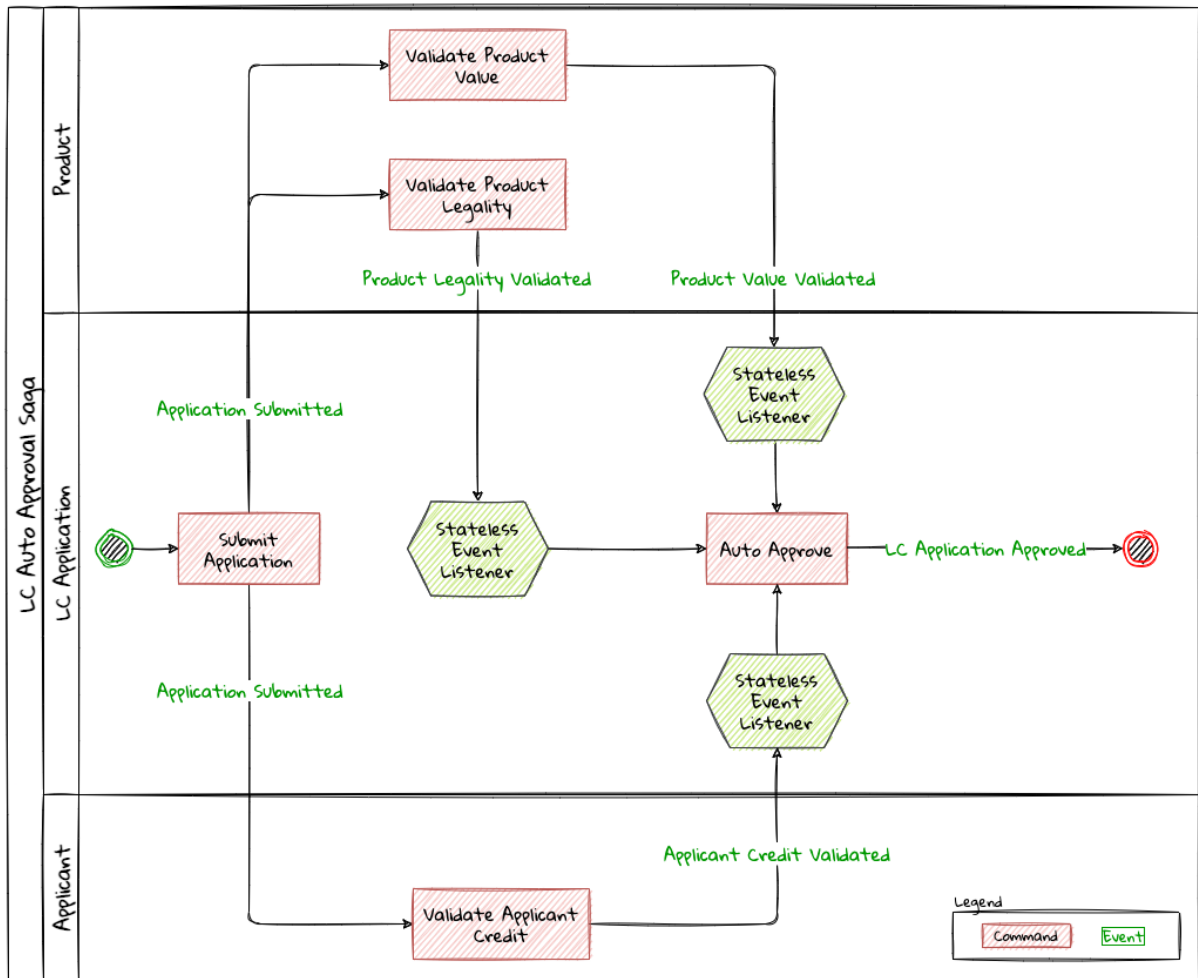 LC Auto Approval Saga
Product
Validate Product
Value
Validate Product
Legality
Product Legality Validated
Product Value Validated
LC Application
Stateless
Event
Listener
Application Submitted
Submit
Application
Stateless
Event
Listener
Auto Approve
LC Application Approved
Application Submitted
Stateless
Event
Listener
Applicant
Applicant Credit Validated
Validate Applicant
Credit
Legend
Command
Event